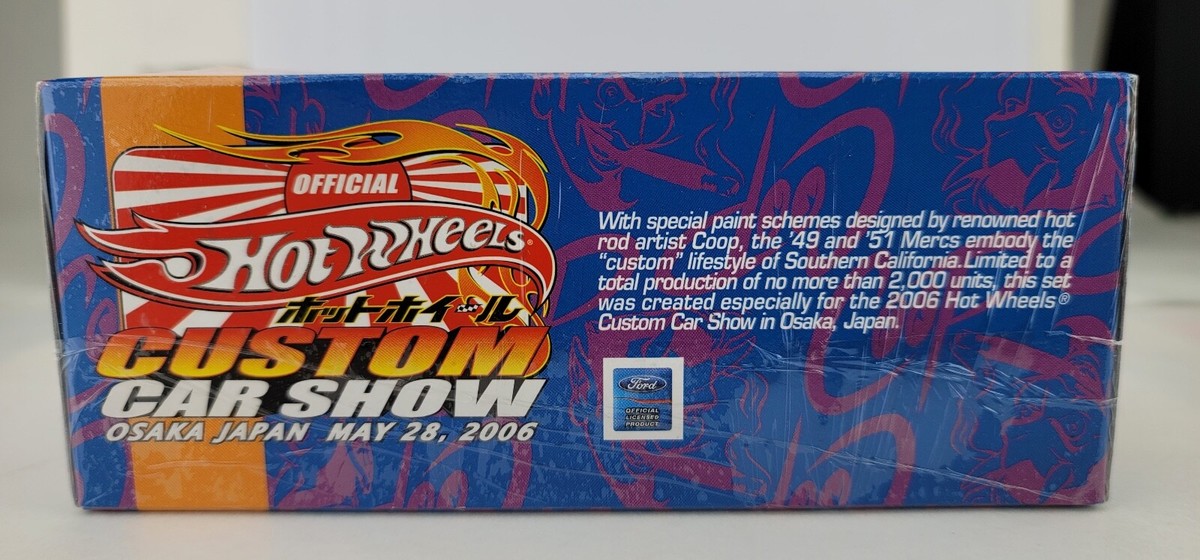 OFFICIAL
Hot Wheels®
ホットホイール
CUSTOM
CAR SHOW
OSAKA JAPAN MAY 28, 2006
With special paint schemes designed by renowned hot
rod artist Coop, the '49 and '51 Mercs embody the
"custom" lifestyle of Southern California.Limited to a
total production of no more than 2,000 units, this set
was created especially for the 2006 Hot Wheels®
Custom Car Show in Osaka, Japan.
Ford
OFFICIAL
LICENSED
PRODUCT